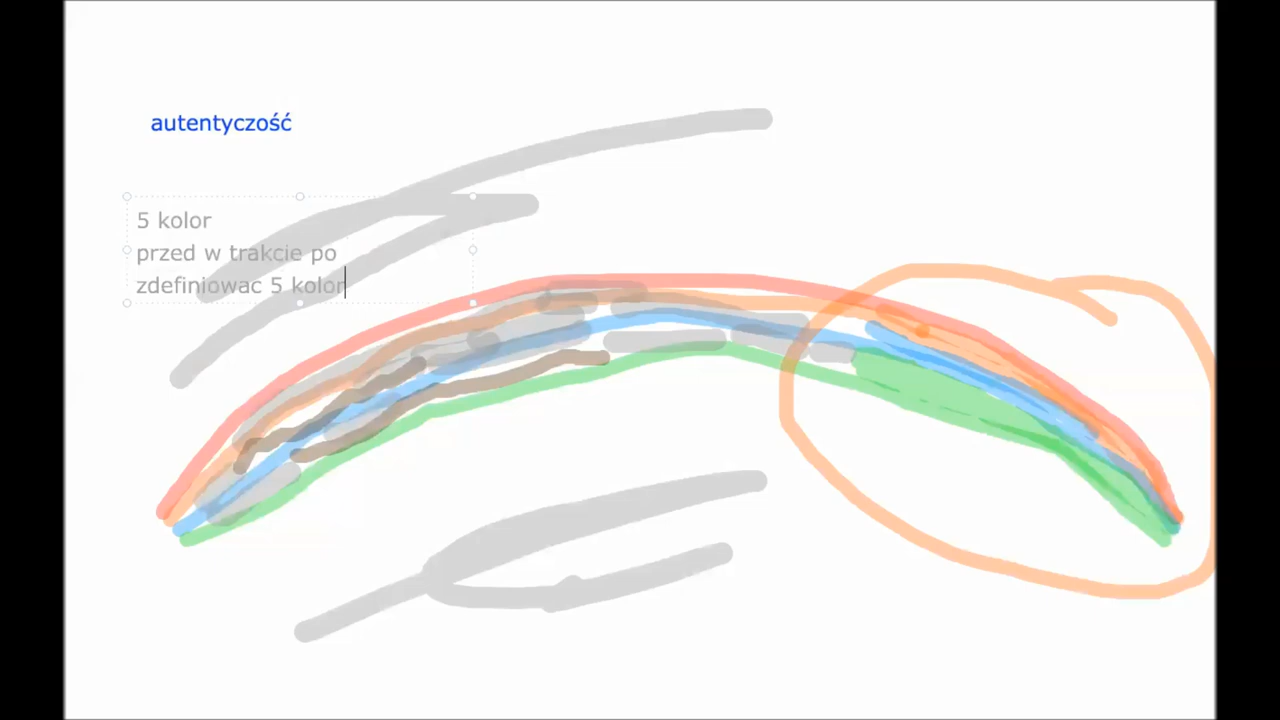 autentyczość
5 kolor
przed w trakcie po
zdefiniowac 5 kolor